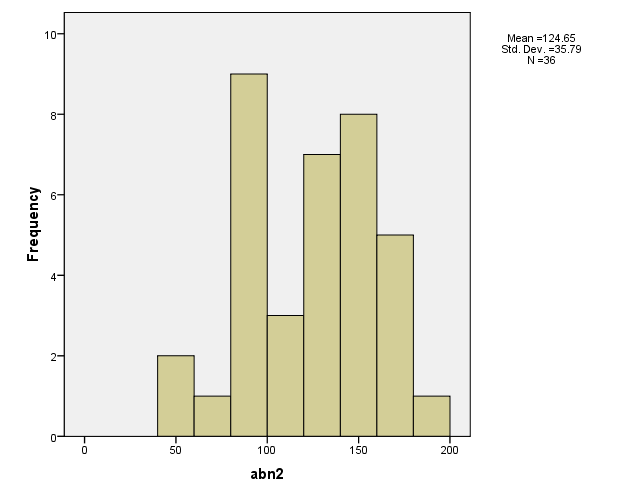 Mean =124.65
Std. Dev. =35.79
N =36
10
8
6
4
2
0
Frequency
0 50 100 150 200
abn2